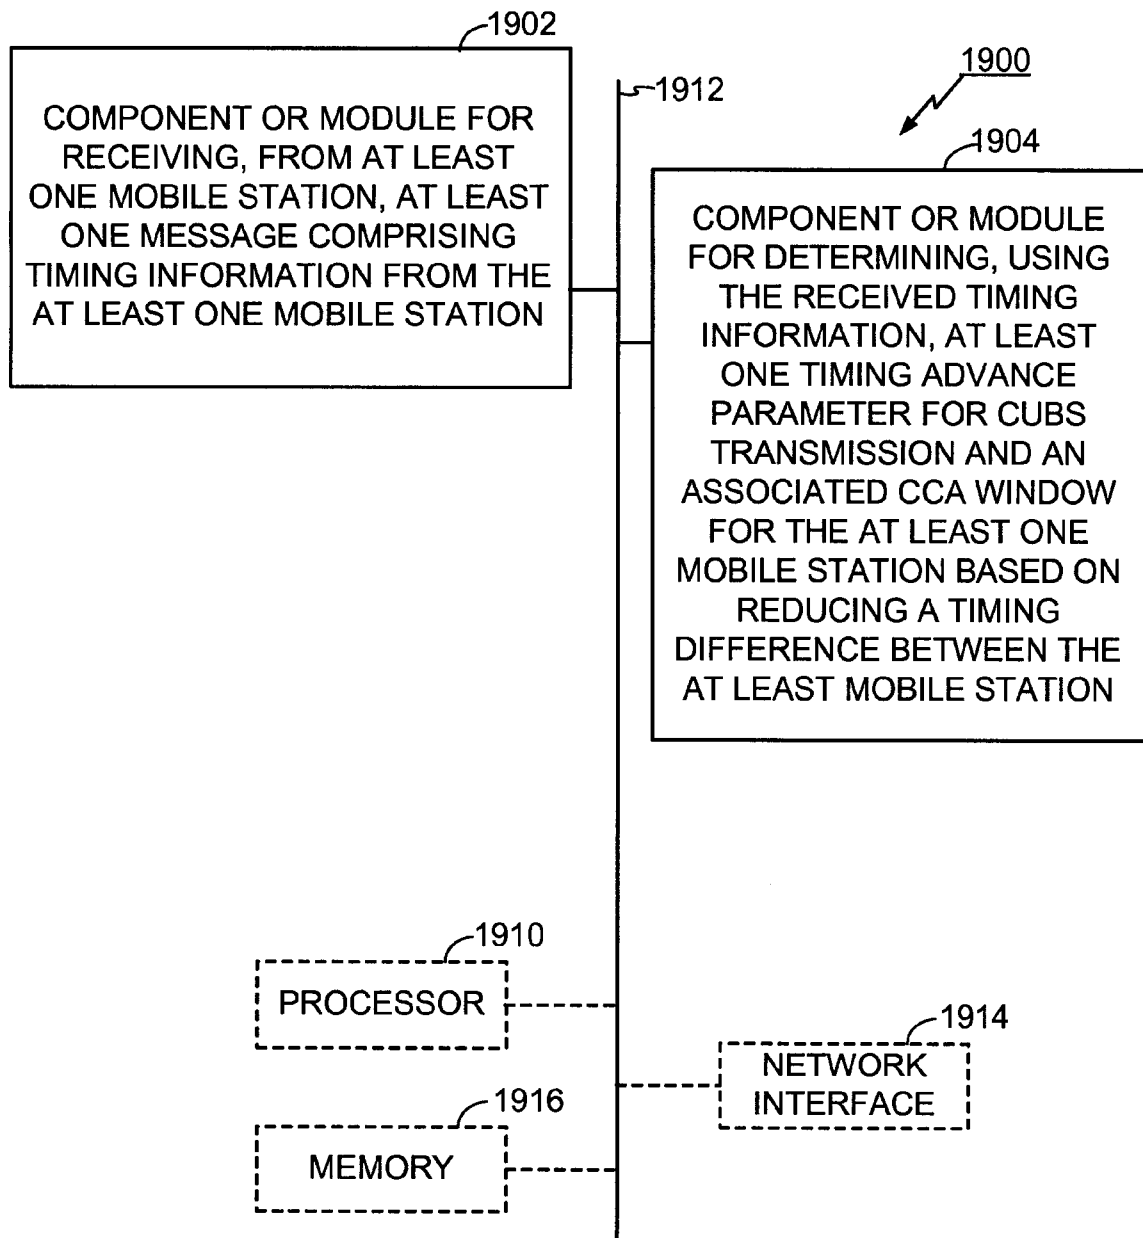 1902
COMPONENT OR MODULE FOR
RECEIVING, FROM AT LEAST
ONE MOBILE STATION, AT LEAST
ONE MESSAGE COMPRISING
TIMING INFORMATION FROM THE
AT LEAST ONE MOBILE STATION
1912
1900
1904
COMPONENT OR MODULE
FOR DETERMINING, USING
THE RECEIVED TIMING
INFORMATION, AT LEAST
ONE TIMING ADVANCE
PARAMETER FOR CUBS
TRANSMISSION AND AN
ASSOCIATED CCA WINDOW
FOR THE AT LEAST ONE
MOBILE STATION BASED ON
REDUCING A TIMING
DIFFERENCE BETWEEN THE
AT LEAST MOBILE STATION
1910
PROCESSOR
1914
NETWORK
INTERFACE
1916
MEMORY